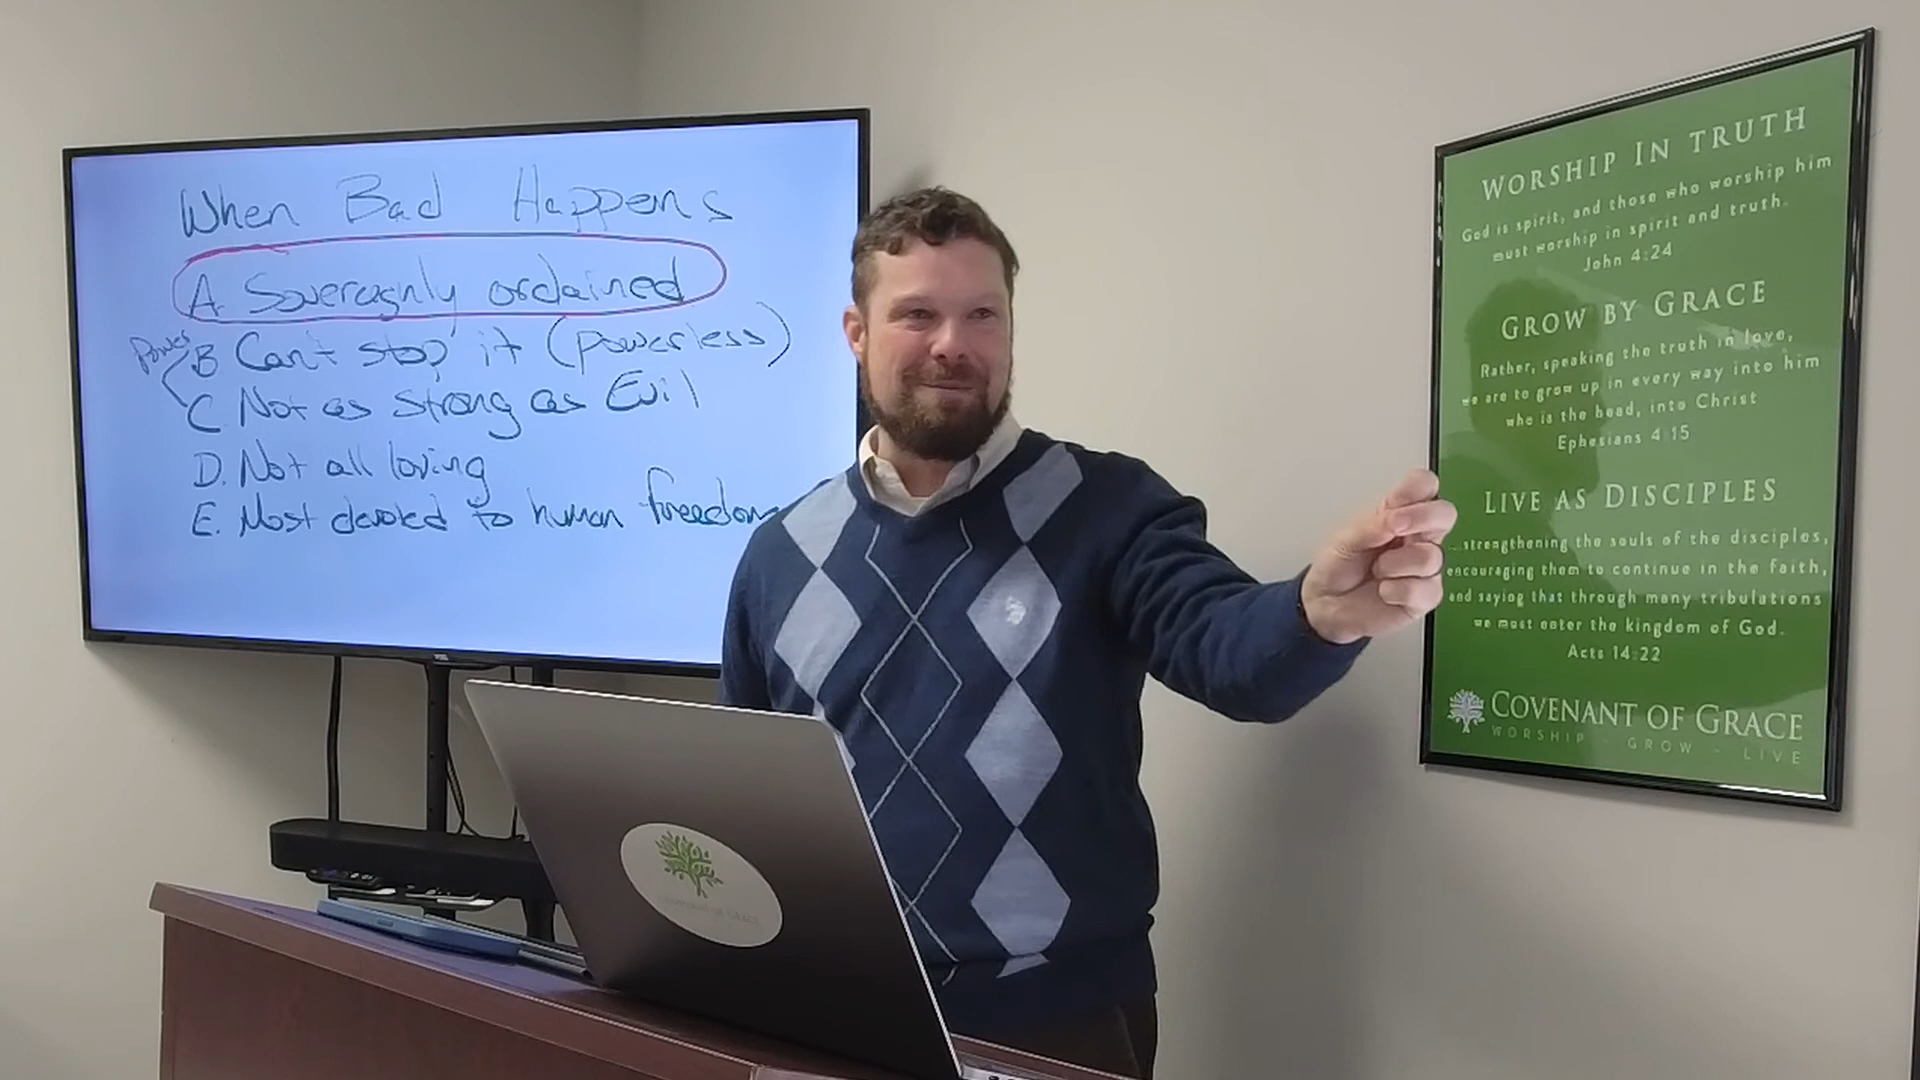 When Bad Happens
A. Sovereignly ordained
Power
B Can't stop it (powerless)
C. Not as strong as Evil
D. Not all loving
E. Most devoted to human freedom
WORSHIP IN TRUTH
God is spirit, and those who worship him
must worship in spirit and truth.
John 4:24
GROW BY GRACE
Rather, speaking the truth in love,
we are to grow up in every way into him
who is the head, into Christ
Ephesians 4:15
LIVE AS DISCIPLES
...strengthening the souls of the disciples,
encouraging them to continue in the faith,
and saying that through many tribulations
we must enter the kingdom of God.
Acts 14:22
COVENANT OF GRACE
WORSHIP - GROW - LIVE
COVENANT OF GRACE